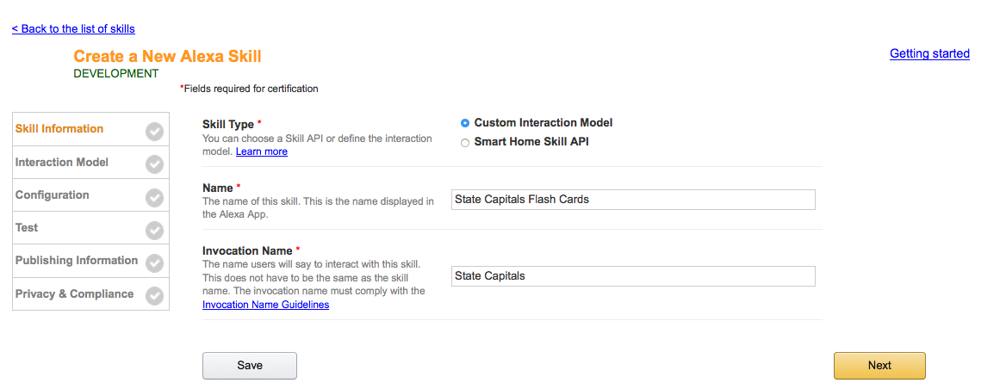 < Back to the list of skills
Create a New Alexa Skill
Getting started
DEVELOPMENT
*Fields required for certification
Skill Information
Interaction Model
Configuration
Test
Publishing Information
Privacy & Compliance
Skill Type *
You can choose a Skill API or define the interaction
model. Learn more
Custom Interaction Model
Smart Home Skill API
Name *
The name of this skill. This is the name displayed in
the Alexa App.
State Capitals Flash Cards
Invocation Name *
The name users will say to interact with this skill.
This does not have to be the same as the skill
name. The invocation name must comply with the
Invocation Name Guidelines
State Capitals
Save
Next